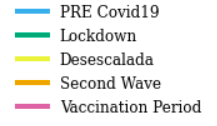 PRE Covid19
Lockdown
Desescalada
Second Wave
Vaccination Period